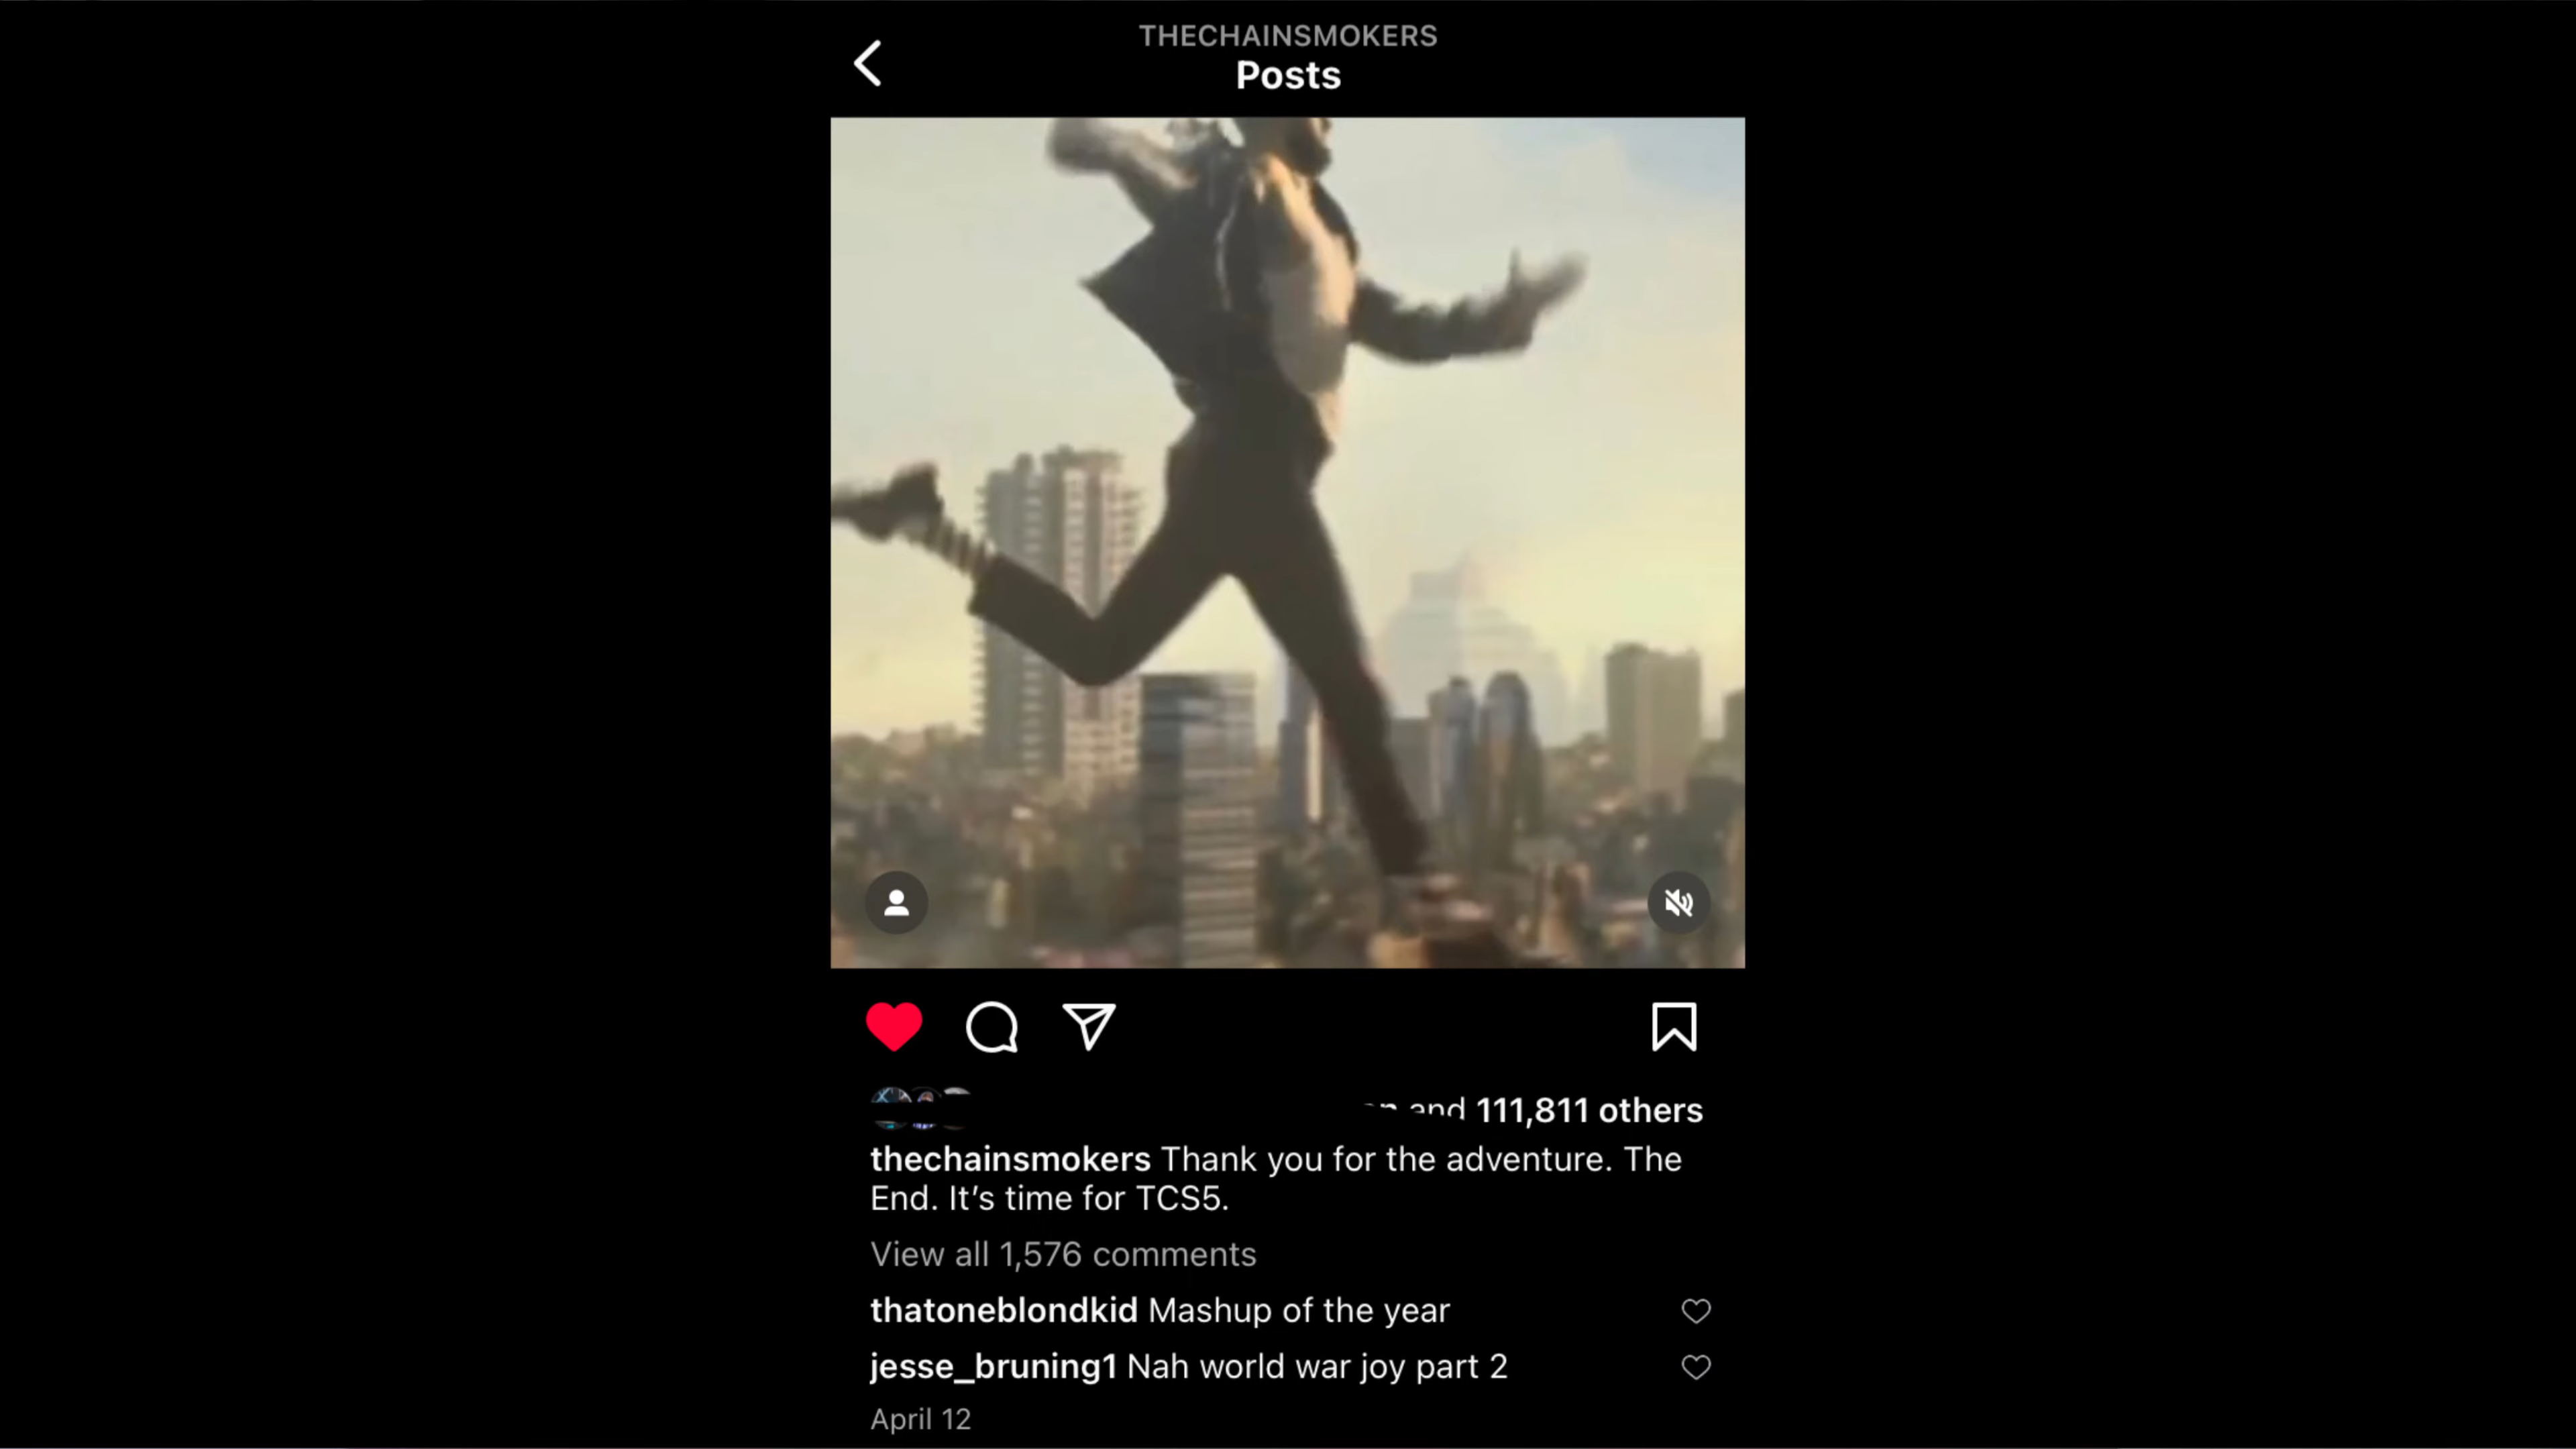 THECHAINSMOKERS
Posts
and 111,811 others
thechainsmokers Thank you for the adventure. The
End. It’s time for TCS5.
View all 1,576 comments
thatoneblondkid Mashup of the year
jesse_bruning1 Nah world war joy part 2
April 12